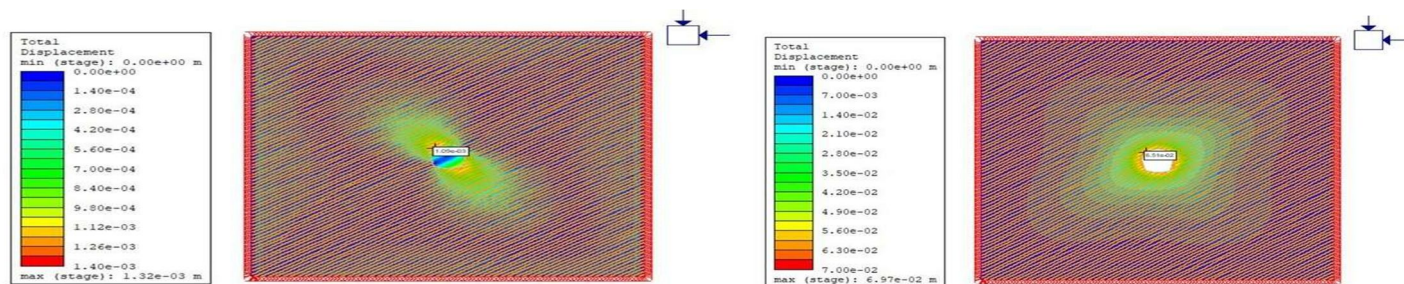 Total
Displacement
min (stage): 0.00e+00 m
0.00e+00
1.40e-04
2.80e-04
4.20e-04
5.60e-04
7.00e-04
8.40e-04
9.80e-04
1.12e-03
1.26e-03
1.40e-03
max (stage): 1.32e-03 m
1.09e-03
Total
Displacement
min (stage): 0.00e+00 m
0.00e+00
7.00e-03
1.40e-02
2.10e-02
2.80e-02
3.50e-02
4.20e-02
4.90e-02
5.60e-02
6.30e-02
7.00e-02
max (stage): 6.97e-02 m